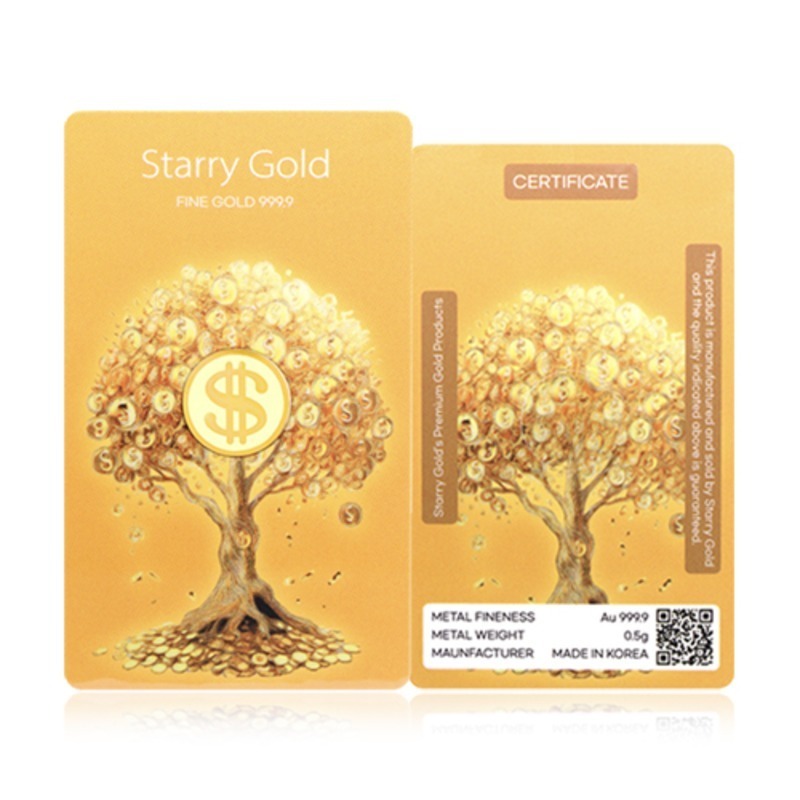 Starry Gold
FINE GOLD 999.9
$
CERTIFICATE
Starry Gold's Premium Gold Products
This product is manufactured and sold by Starry Gold
and the quality indicated above is guaranteed.
METAL FINENESS Au 999.9
METAL WEIGHT 0.5g
MAUNFACTURER MADE IN KOREA